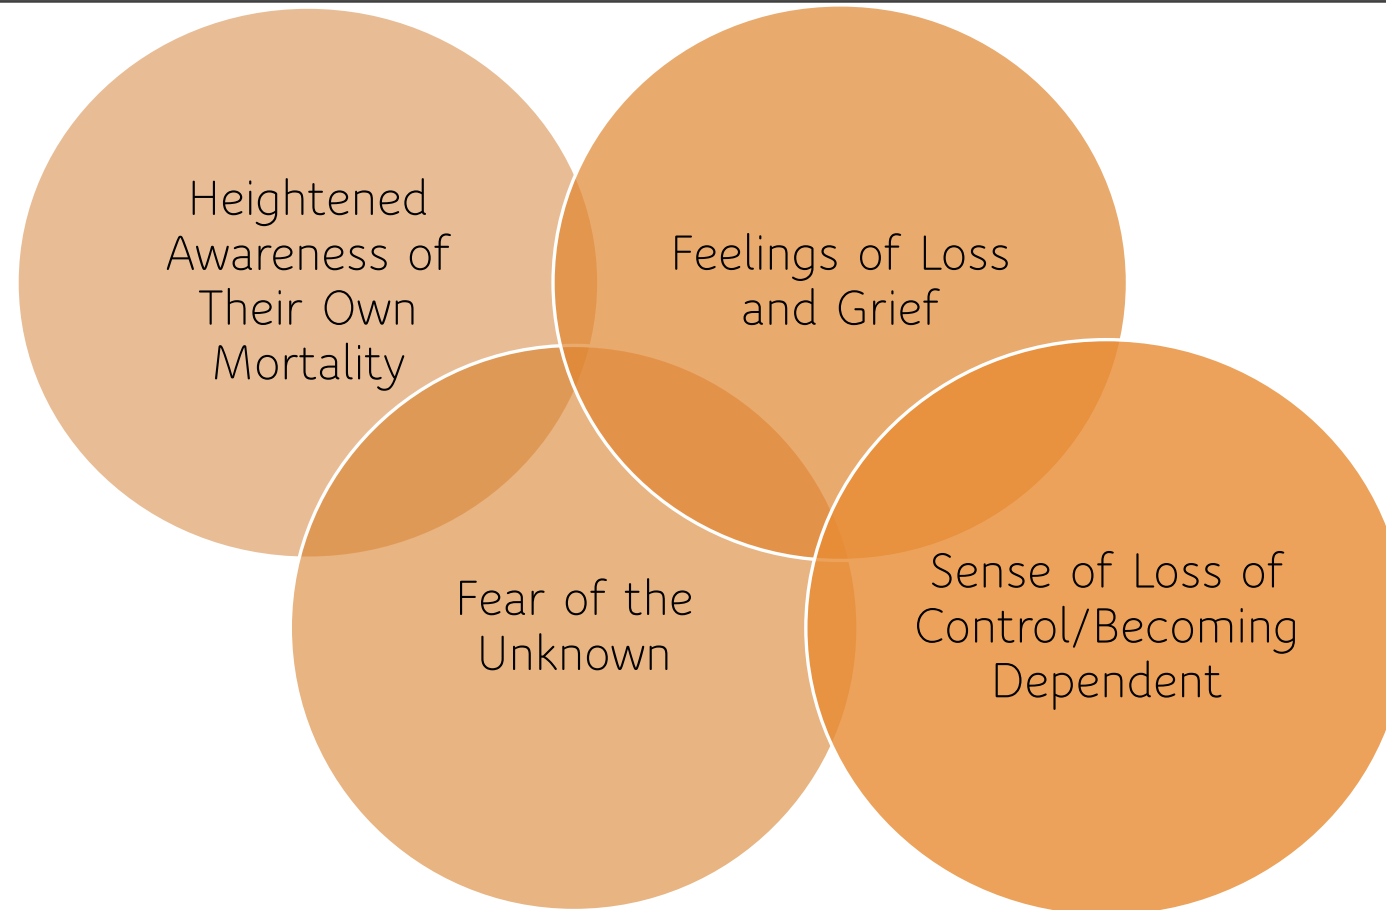 Heightened
Awareness of
Their Own
Mortality
Feelings of Loss
and Grief
Fear of the
Unknown
Sense of Loss of
Control/Becoming
Dependent